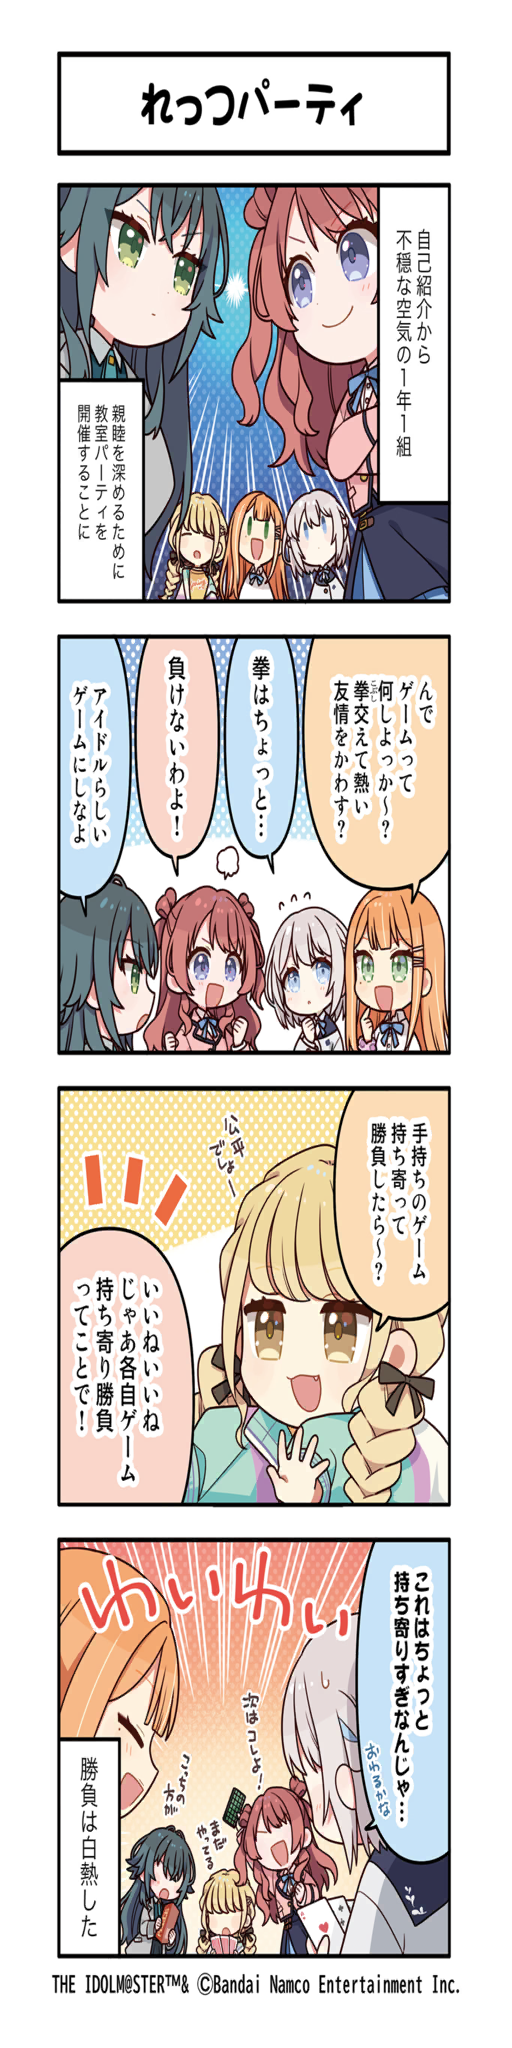 れっつパーティ
自己紹介から
不穏な空気の1年1組
親睦を深めるために
教室パーティを
開催することに
んで
ゲームって
何しよっか〜?
拳交えて熱い
こぶし
友情をかわす?
拳はちょっと…
負けないわよ!
アイドルらしい
ゲームにしなよ
手持ちのゲーム
持ち寄って
勝負したら〜?
公平
でしょー
いいねいいね
じゃあ各自ゲーム
持ち寄り勝負
ってことで!
これはちょっと
持ち寄りすぎなんじゃ…
おわるかな
わいわい
次はコレよ!
まだ
やってる
こっちの
方が
勝負は白熱した
THE IDOLM@STER™& ©Bandai Namco Entertainment Inc.